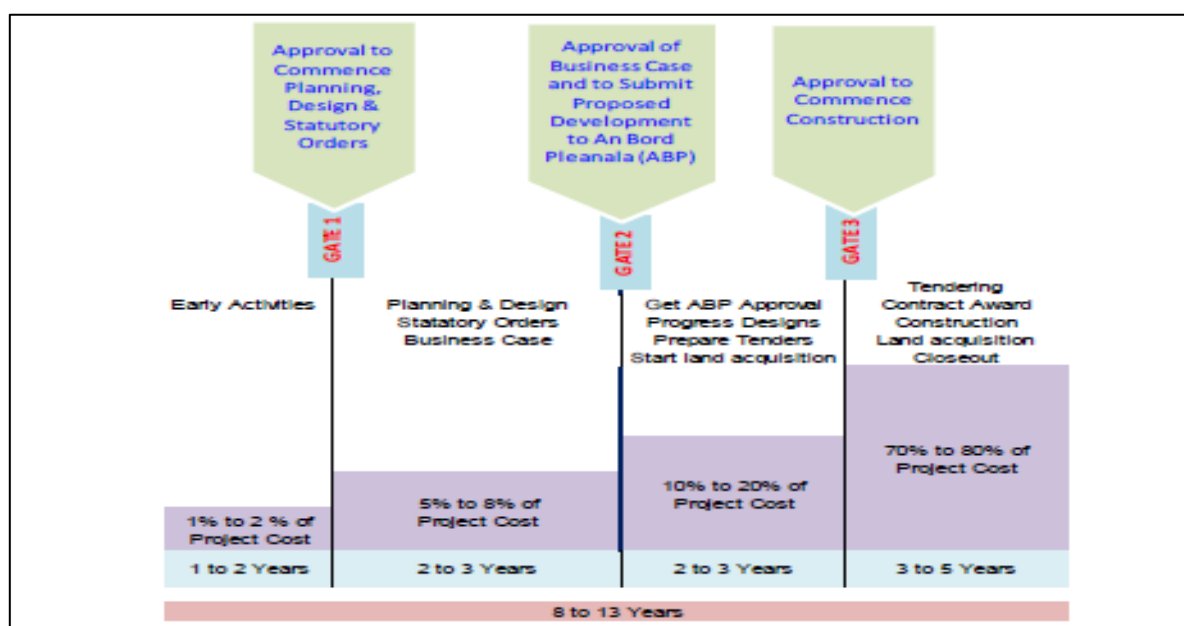 Approval to
Commence
Planning,
Design &
Statutory
Orders
Approval of
Business Case
and to Submit
Proposed
Development
to An Bord
Pleanala (ABP)
Approval to
Commence
Construction
GATE 1
GATE 2
GATE 3
Early Activities
Planning & Design
Statatory Orders
Business Case
Get ABP Approval
Progress Designs
Prepare Tenders
Start land acquisition
Tendering
Contract Award
Construction
Land acquisition
Closeout
1% to 2 % of
Project Cost
5% to 8% of
Project Cost
10% to 20% of
Project Cost
70% to 80% of
Project Cost
1 to 2 Years
2 to 3 Years
2 to 3 Years
3 to 5 Years
8 to 13 Years